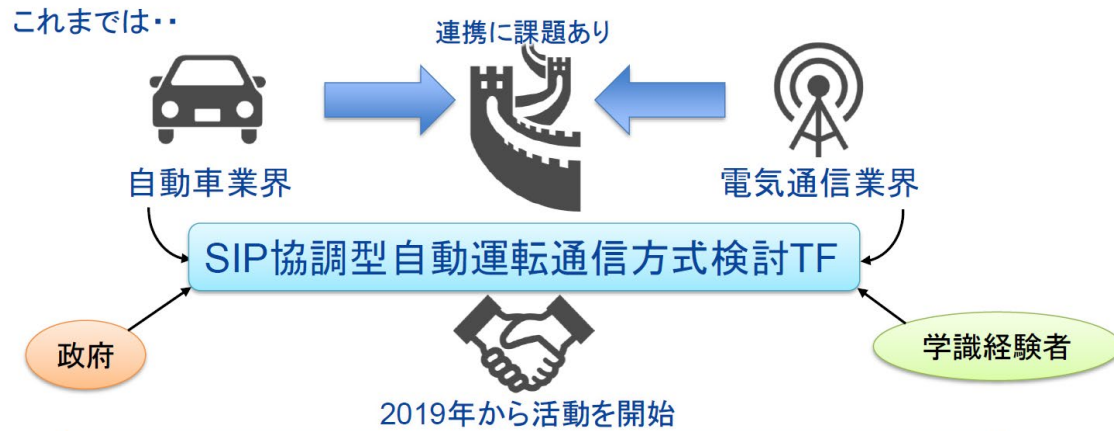 これまでは・・
連携に課題あり
自動車業界
電気通信業界
SIP協調型自動運転通信方式検討TF
政府
学識経験者
2019年から活動を開始